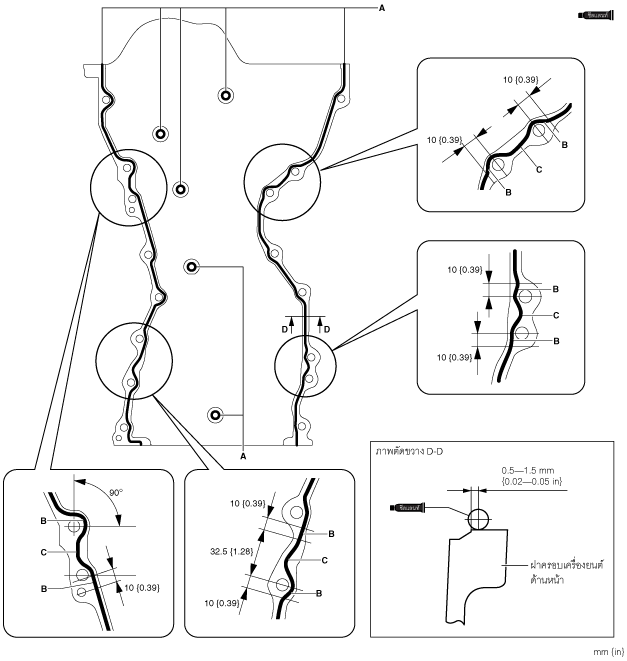 A
ซีลแลนท์
10 {0.39}
10 {0.39}
B
C
B
10 {0.39}
B
C
B
10 {0.39}
D D
A
90°
B
C
B
10 {0.39}
10 {0.39}
B
32.5 {1.28}
C
B
10 {0.39}
ภาพตัดขวาง D-D
0.5—1.5 mm
{0.02—0.05 in}
ซีลแลนท์
ฝาครอบเครื่องยนต์
ด้านหน้า
mm {in}